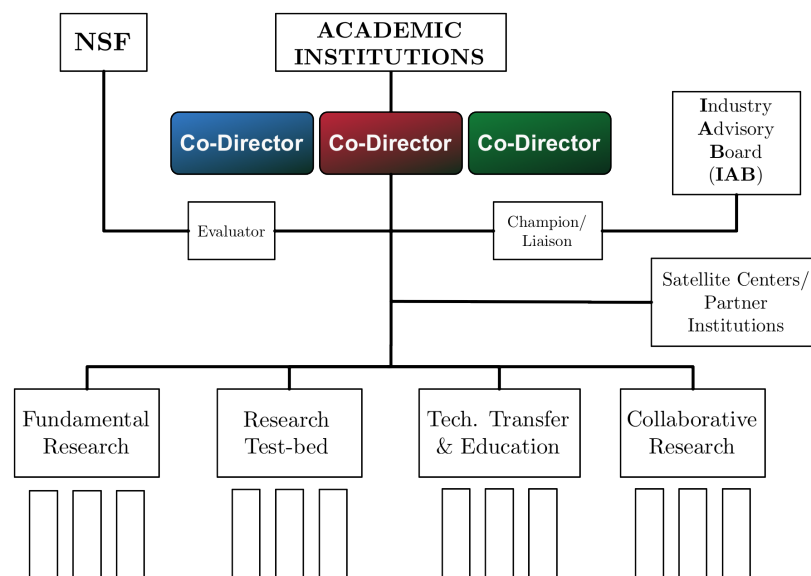 NSF
ACADEMIC
INSTITUTIONS
Co-Director
Co-Director
Co-Director
Industry
Advisory
Board
(IAB)
Evaluator
Champion/
Liaison
Satellite Centers/
Partner
Institutions
Fundamental
Research
Research
Test-bed
Tech. Transfer
& Education
Collaborative
Research